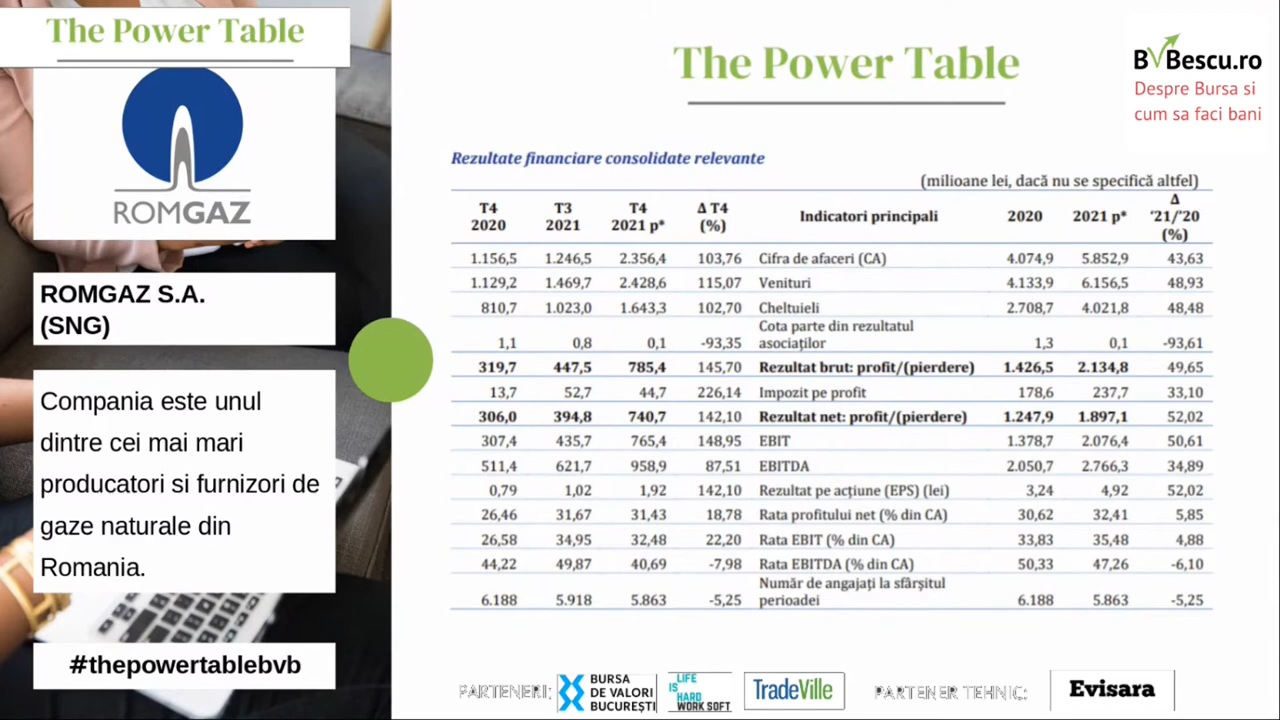 The Power Table
ROMGAZ
ROMGAZ S.A.
(SNG)
Compania este unul
dintre cei mai mari
producatori si furnizori de
gaze naturale din
Romania.
#thepowertablebvb
The Power Table
BVBescu.ro
Despre Bursa si
cum sa faci bani
Rezultate financiare consolidate relevante
(milioane lei, dacă nu se specifică altfel)
T4 2020 T3 2021 T4 2021 p* Δ T4 (%) Indicatori principali 2020 2021 p* Δ '21/'20 (%)
1.156,5 1.246,5 2.356,4 103,76 Cifra de afaceri (CA) 4.074,9 5.852,9 43,63
1.129,2 1.469,7 2.428,6 115,07 Venituri 4.133,9 6.156,5 48,93
810,7 1.023,0 1.643,3 102,70 Cheltuieli 2.708,7 4.021,8 48,48
Cota parte din rezultatul
1,1 0,8 0,1 -93,35 asociaților 1,3 0,1 -93,61
319,7 447,5 785,4 145,70 Rezultat brut: profit/(pierdere) 1.426,5 2.134,8 49,65
13,7 52,7 44,7 226,14 Impozit pe profit 178,6 237,7 33,10
306,0 394,8 740,7 142,10 Rezultat net: profit/(pierdere) 1.247,9 1.897,1 52,02
307,4 435,7 765,4 148,95 EBIT 1.378,7 2.076,4 50,61
511,4 621,7 958,9 87,51 EBITDA 2.050,7 2.766,3 34,89
0,79 1,02 1,92 142,10 Rezultat pe acțiune (EPS) (lei) 3,24 4,92 52,02
26,46 31,67 31,43 18,78 Rata profitului net (% din CA) 30,62 32,41 5,85
26,58 34,95 32,48 22,20 Rata EBIT (% din CA) 33,83 35,48 4,88
44,22 49,87 40,69 -7,98 Rata EBITDA (% din CA) 50,33 47,26 -6,10
Număr de angajați la sfârșitul
6.188 5.918 5.863 -5,25 perioadei 6.188 5.863 -5,25
PARTENERI:
BURSA
DE VALORI
BUCUREȘTI
LIFE
IS
HARD
WORK SOFT
TradeVille
PARTENER TEHNIC:
Evisara